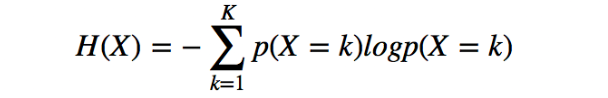 H(X) = − ∑_{k=1}^{K} p(X = k)logp(X = k)